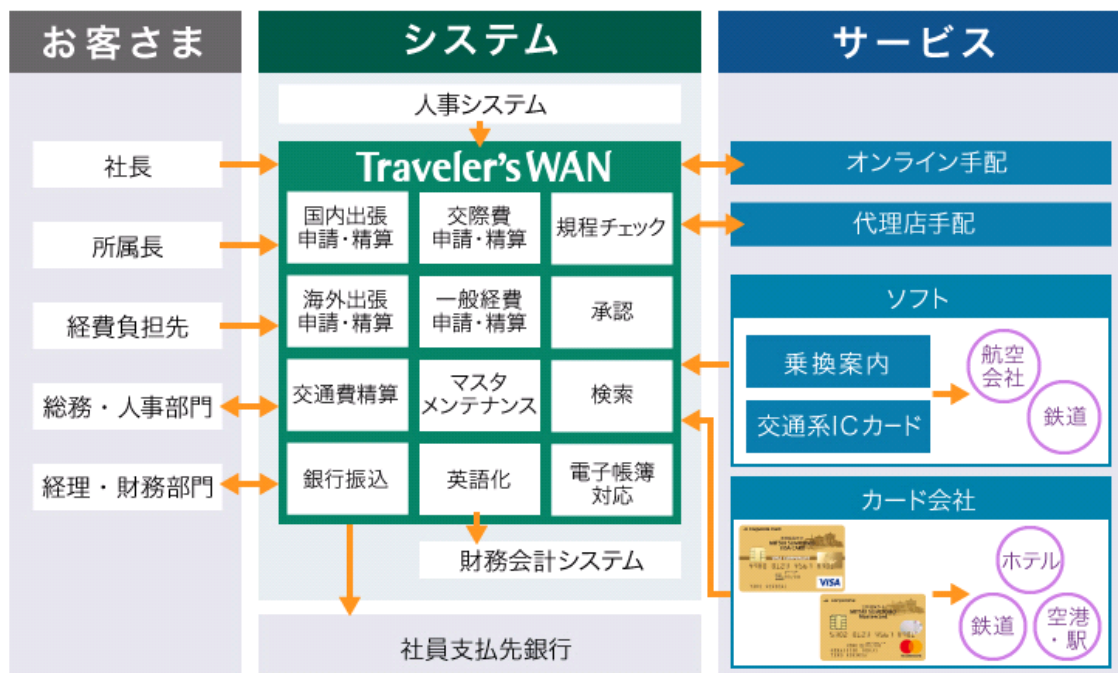 お客さま
システム
サービス
人事システム
社長
所属長
経費負担先
総務・人事部門
経理・財務部門
Traveler's WAN
国内出張
申請・精算
交際費
申請・精算
規程チェック
海外出張
申請・精算
一般経費
申請・精算
承認
交通費精算
マスタ
メンテナンス
検索
銀行振込
英語化
電子帳簿
対応
財務会計システム
社員支払先銀行
オンライン手配
代理店手配
ソフト
乗換案内
交通系ICカード
航空
会社
鉄道
カード会社
VISA
ホテル
鉄道
空港
・駅